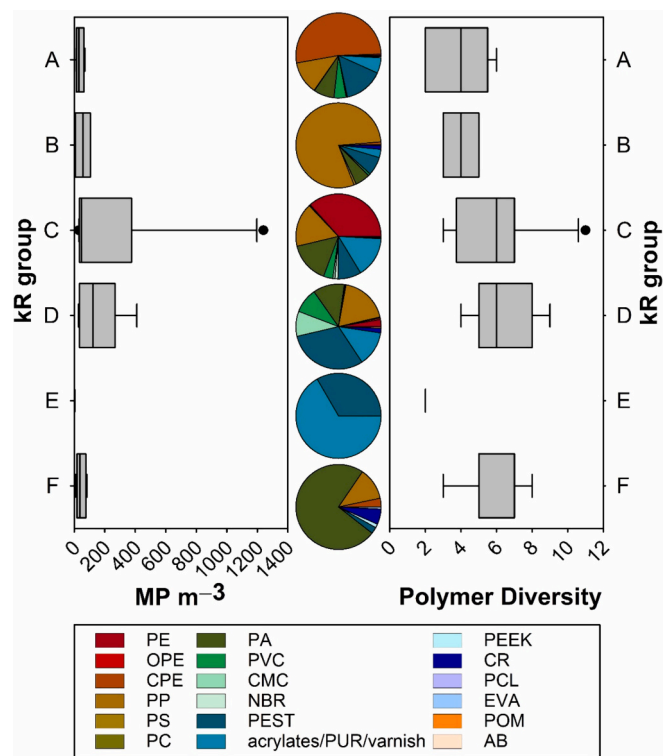 A
B
C
D
E
F
kR group
0
200
400
600
800
1000
1200
1400
MP m⁻³
A
B
C
D
E
F
kR group
0
2
4
6
8
10
12
Polymer Diversity
PE
OPE
CPE
PP
PS
PC
PA
PVC
CMC
NBR
PEST
acrylates/PUR/varnish
PEEK
CR
PCL
EVA
POM
AB